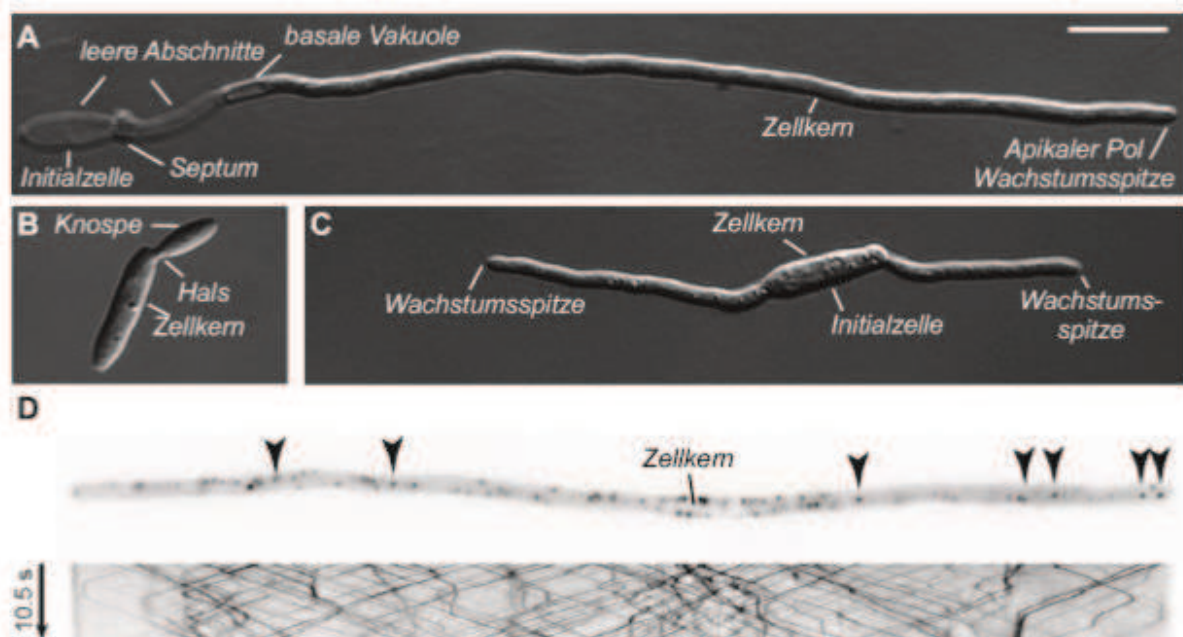 A
leere Abschnitte
basale Vakuole
Zellkern
Initialzelle
Septum
Apikaler Pol
Wachstumsspitze
B
Knospe
Hals
Zellkern
C
Zellkern
Wachstumsspitze
Initialzelle
Wachstums-
spitze
D
Zellkern
10.5 s